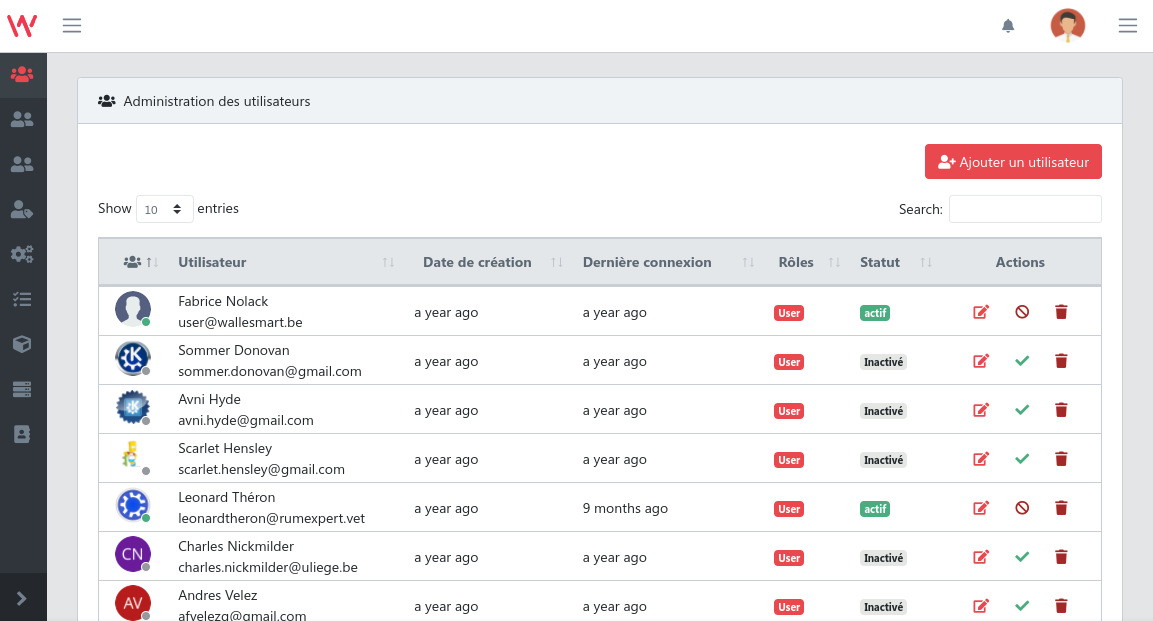 Administration des utilisateurs
Ajouter un utilisateur
Show 10 entries
Search:
Utilisateur Date de création Dernière connexion Rôles Statut Actions
Fabrice Nolack
user@wallesmart.be
a year ago a year ago User actif
Sommer Donovan
sommer.donovan@gmail.com
a year ago a year ago User Inactivé
Avni Hyde
avni.hyde@gmail.com
a year ago a year ago User Inactivé
Scarlet Hensley
scarlet.hensley@gmail.com
a year ago a year ago User Inactivé
Leonard Théron
leonardtheron@rumexpert.vet
a year ago 9 months ago User actif
CN
Charles Nickmilder
charles.nickmilder@uliege.be
a year ago a year ago User Inactivé
AV
Andres Velez
afvelezg@gmail.com
a year ago a year ago User Inactivé